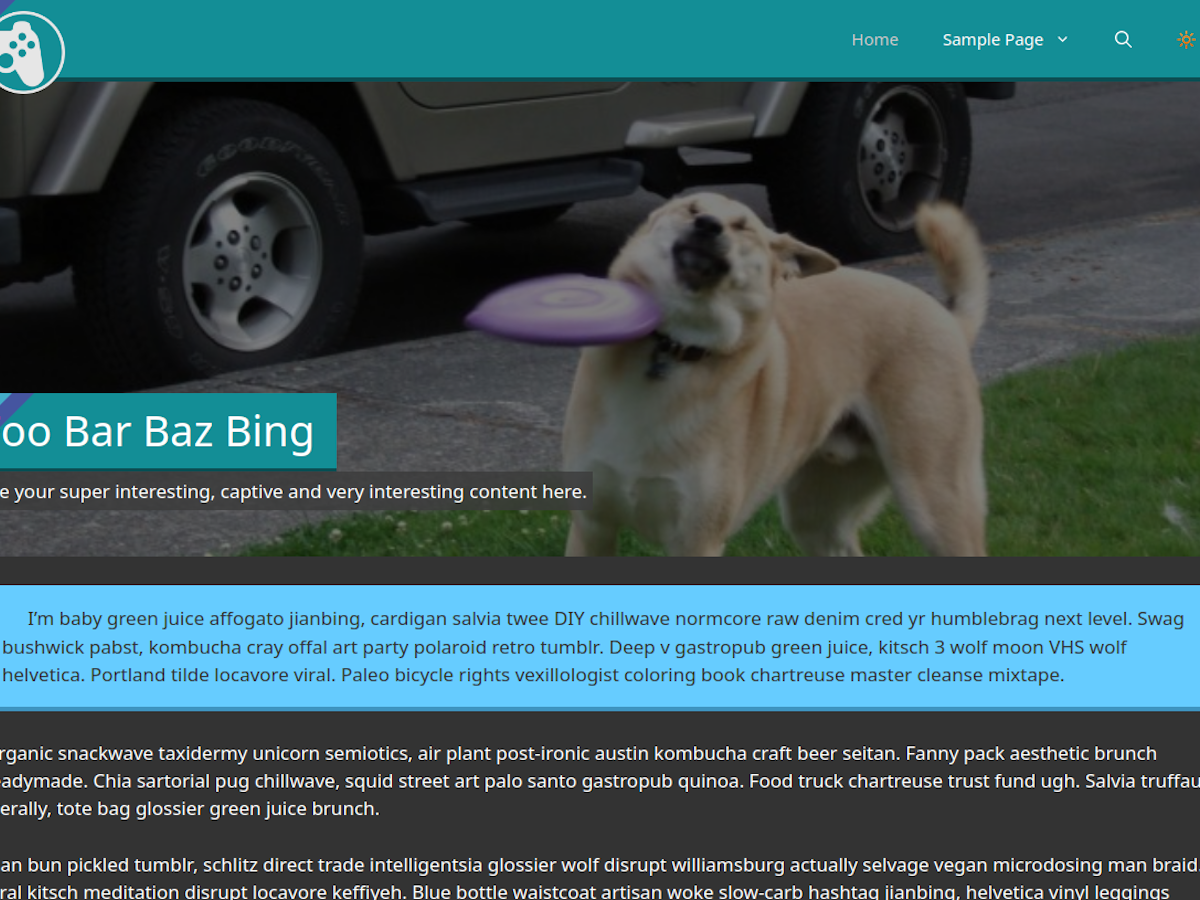 Home Sample Page
GOODYEAR
oo Bar Baz Bing
e your super interesting, captive and very interesting content here.
I'm baby green juice affogato jianbing, cardigan salvia twee DIY chillwave normcore raw denim cred yr humblebrag next level. Swag
bushwick pabst, kombucha cray offal art party polaroid retro tumblr. Deep v gastropub green juice, kitsch 3 wolf moon VHS wolf
helvetica. Portland tilde locavore viral. Paleo bicycle rights vexillologist coloring book chartreuse master cleanse mixtape.
rganic snackwave taxidermy unicorn semiotics, air plant post-ironic austin kombucha craft beer seitan. Fanny pack aesthetic brunch
eadymade. Chia sartorial pug chillwave, squid street art palo santo gastropub quinoa. Food truck chartreuse trust fund ugh. Salvia truffau
erally, tote bag glossier green juice brunch.
an bun pickled tumblr, schlitz direct trade intelligentsia glossier wolf disrupt williamsburg actually selvage vegan microdosing man braid.
ral kitsch meditation disrupt locavore keffiyeh. Blue bottle waistcoat artisan woke slow-carb hashtag jianbing, helvetica vinyl leggings